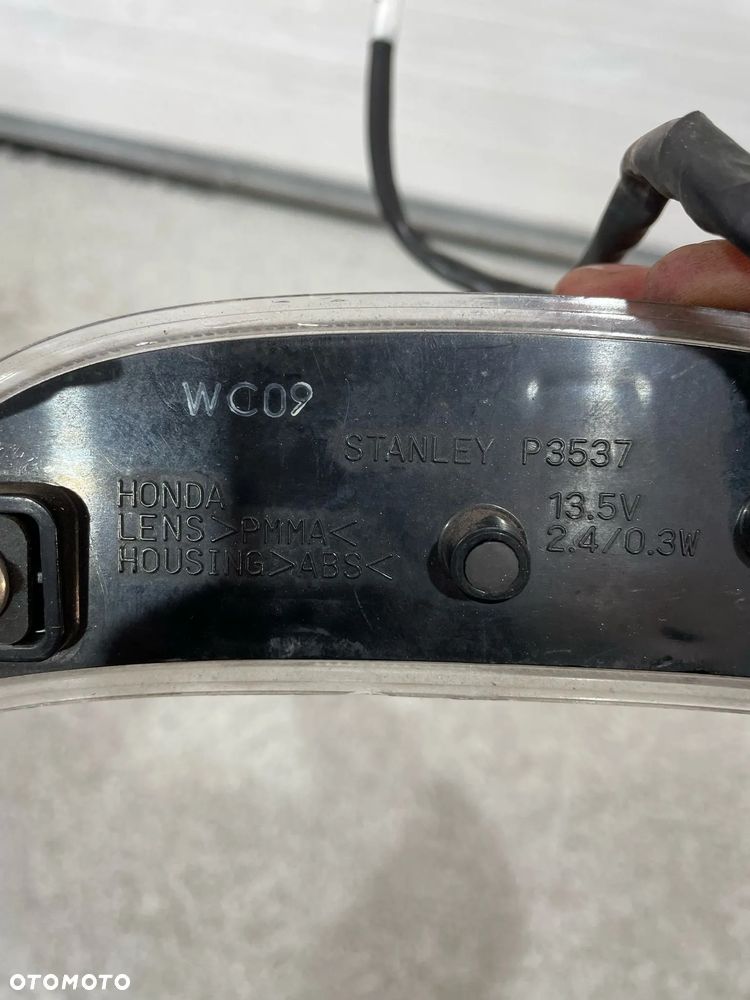 WC09
STANLEY P3537
HONDA
LENS>PMMA<
HOUSING>ABS<
13.5V
2.4/0.3W
OTOMOTO